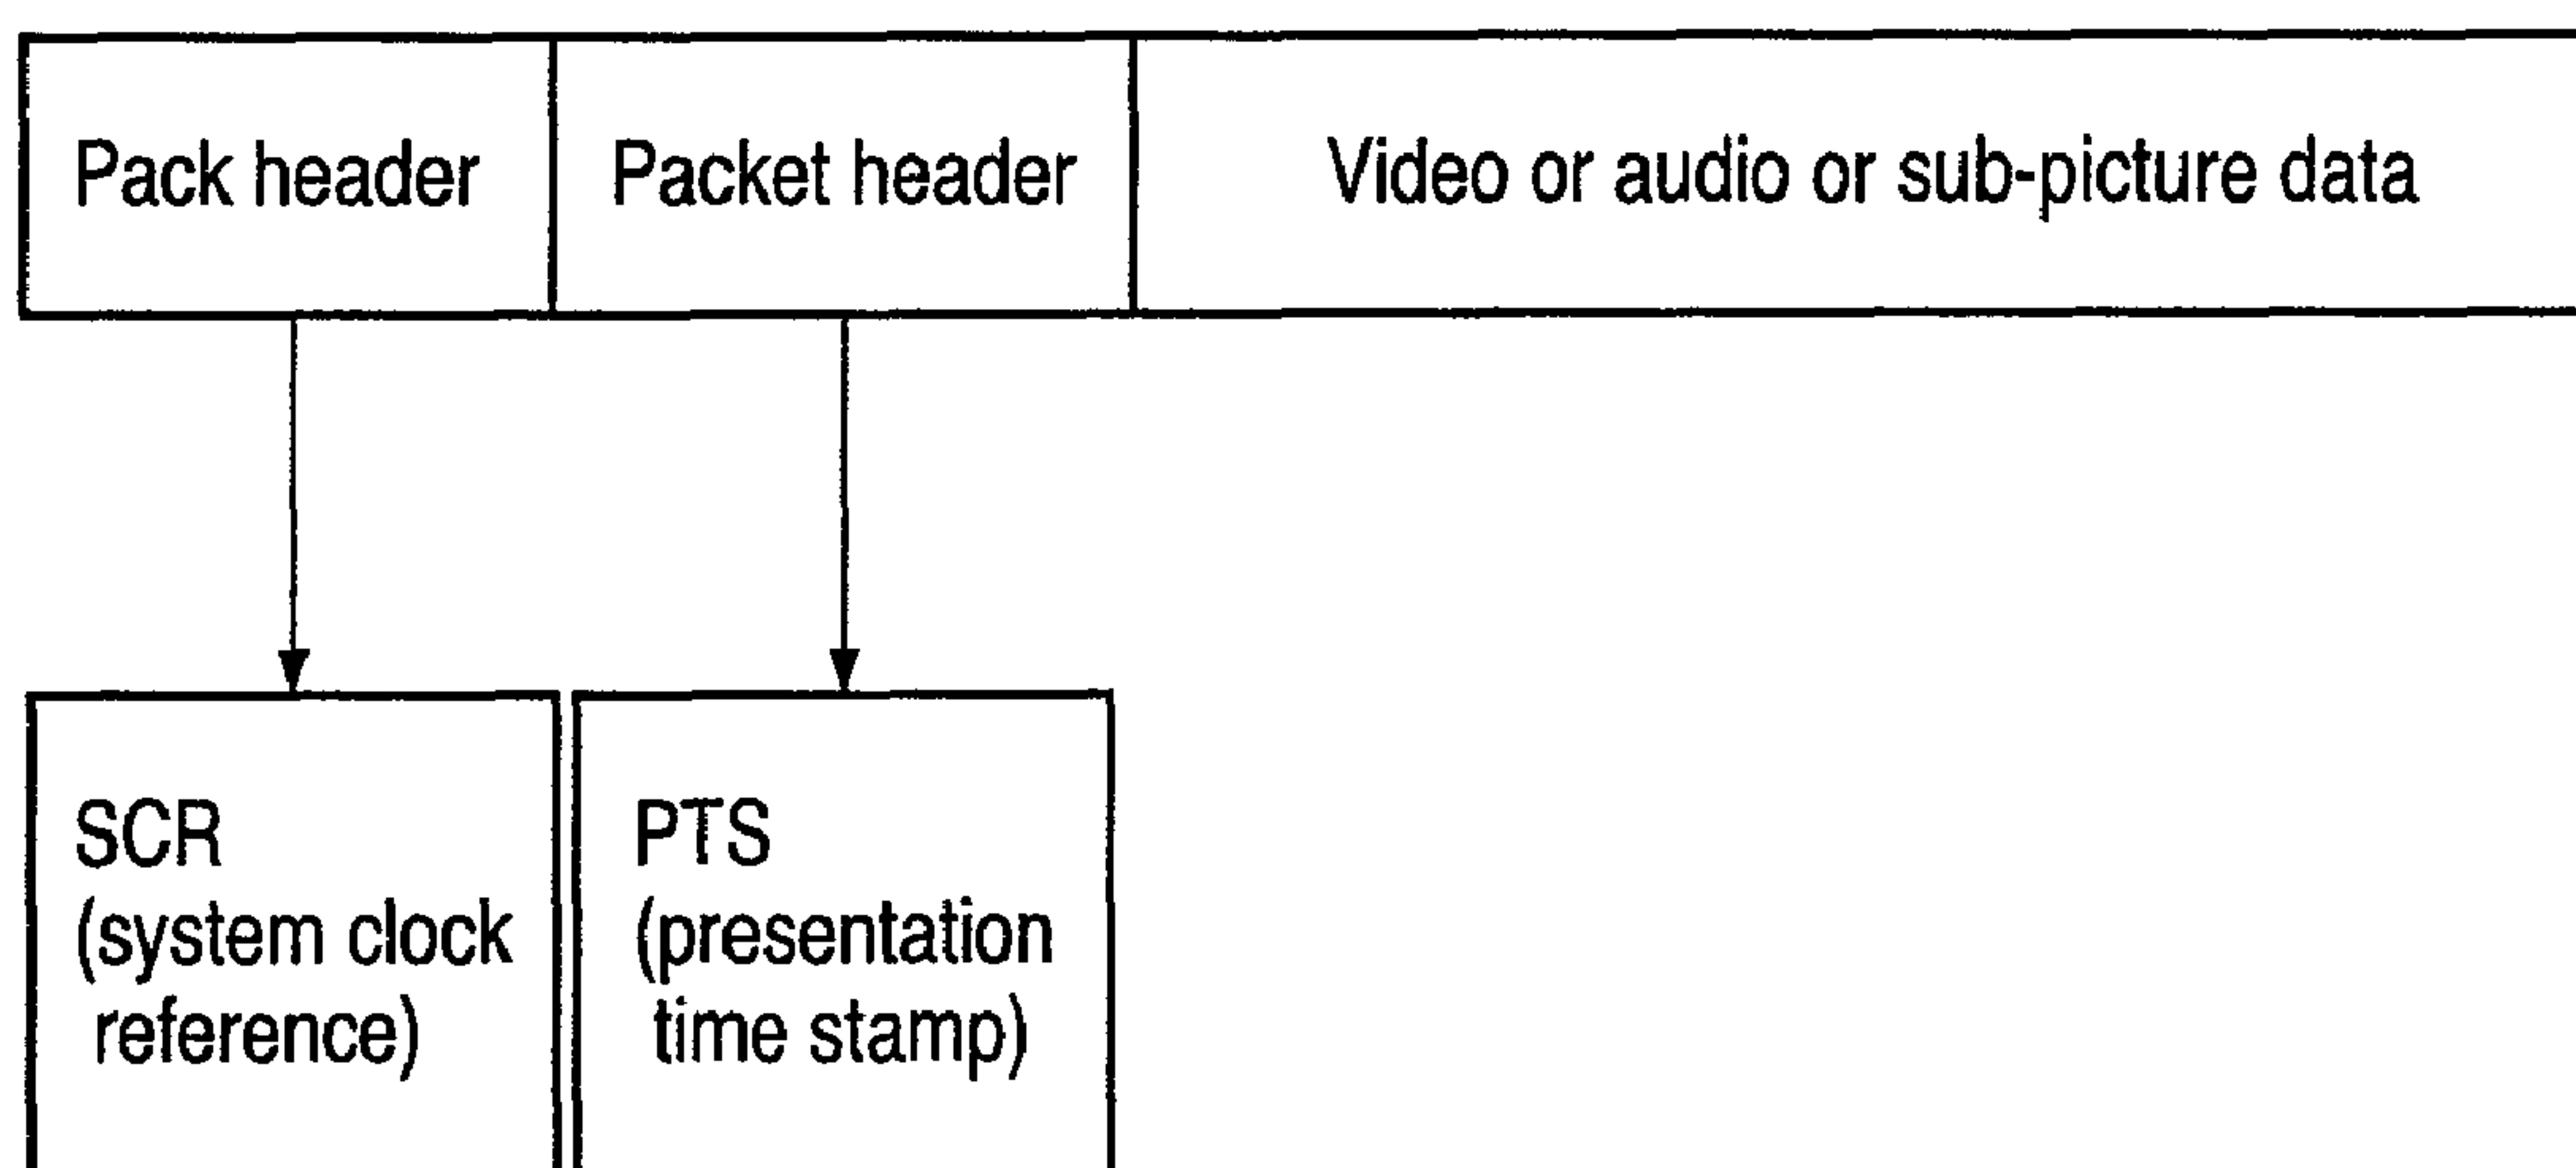 Pack header
Packet header
Video or audio or sub-picture data
SCR
(system clock
reference)
PTS
(presentation
time stamp)